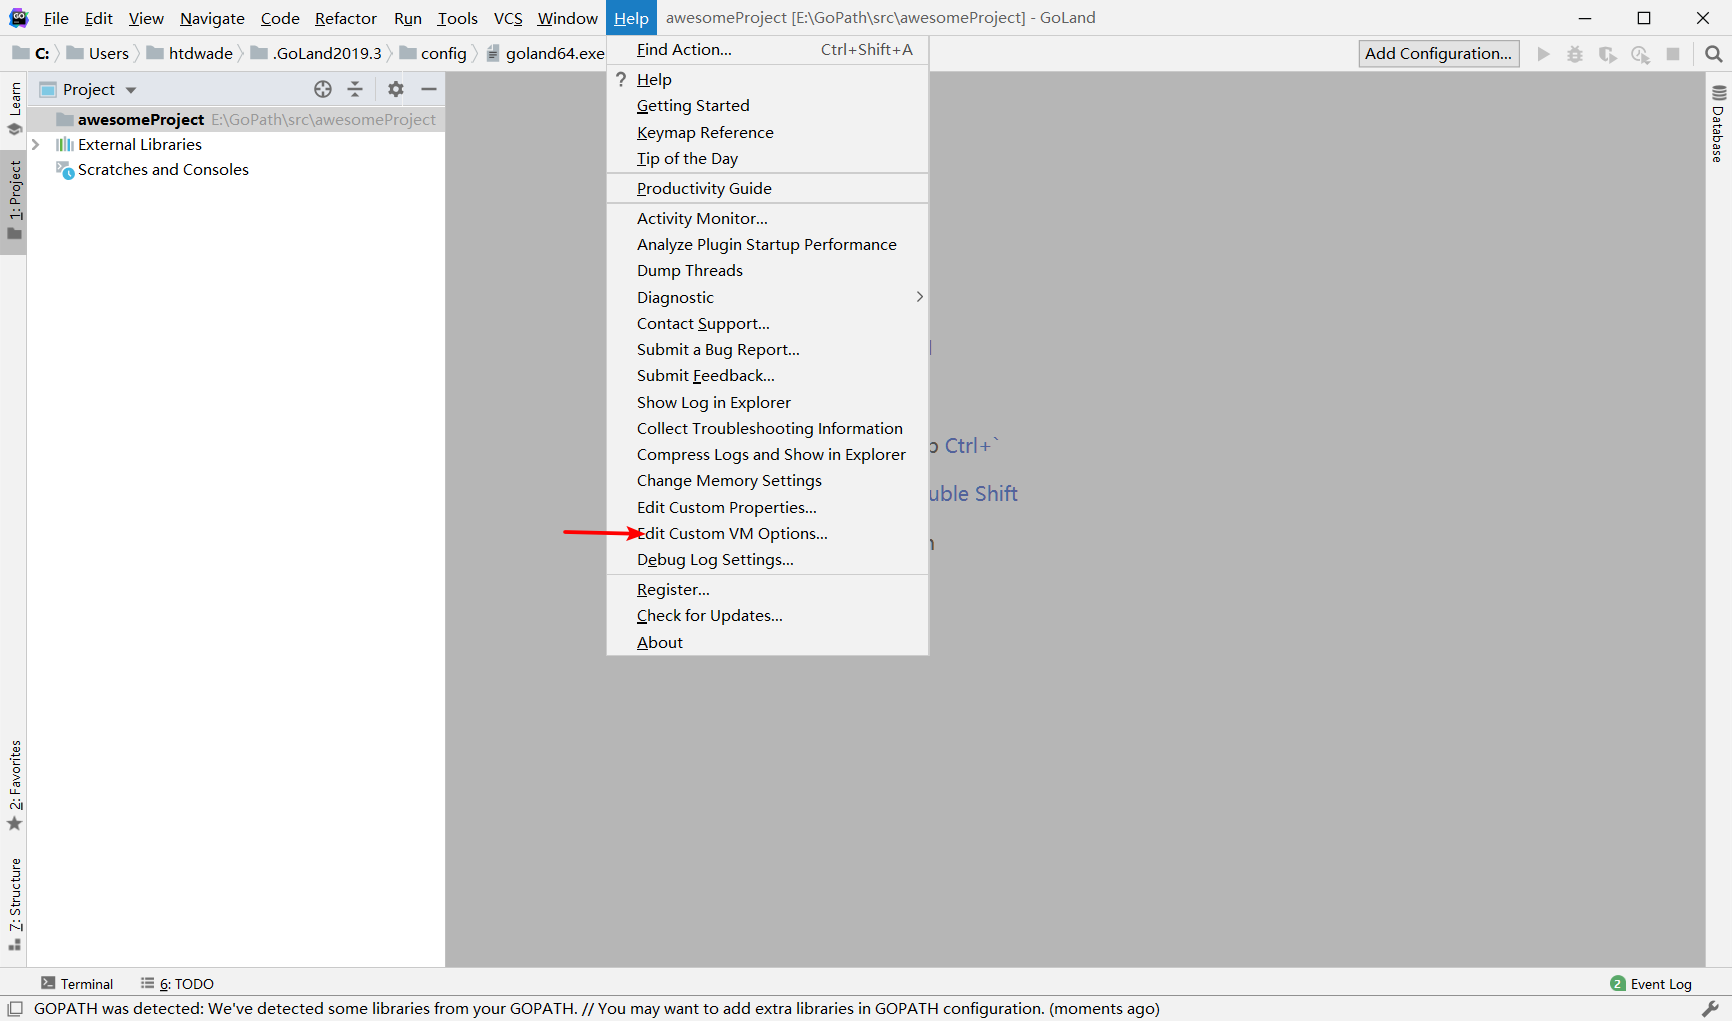 File Edit View Navigate Code Refactor Run Tools VCS Window Help awesomeProject [E:\GoPath\src\awesomeProject] - GoLand
C: Users htdwade .GoLand2019.3 config goland64.exe
Add Configuration...
Learn
1: Project
2: Favorites
7: Structure
Project
awesomeProject E:\GoPath\src\awesomeProject
External Libraries
Scratches and Consoles
Find Action... Ctrl+Shift+A
? Help
Getting Started
Keymap Reference
Tip of the Day
Productivity Guide
Activity Monitor...
Analyze Plugin Startup Performance
Dump Threads
Diagnostic
Contact Support...
Submit a Bug Report...
Submit Feedback...
Show Log in Explorer
Collect Troubleshooting Information
Compress Logs and Show in Explorer
Change Memory Settings
Edit Custom Properties...
Edit Custom VM Options...
Debug Log Settings...
Register...
Check for Updates...
About
Ctrl+`
Shift
Database
Terminal 6: TODO
2 Event Log
GOPATH was detected: We've detected some libraries from your GOPATH. // You may want to add extra libraries in GOPATH configuration. (moments ago)